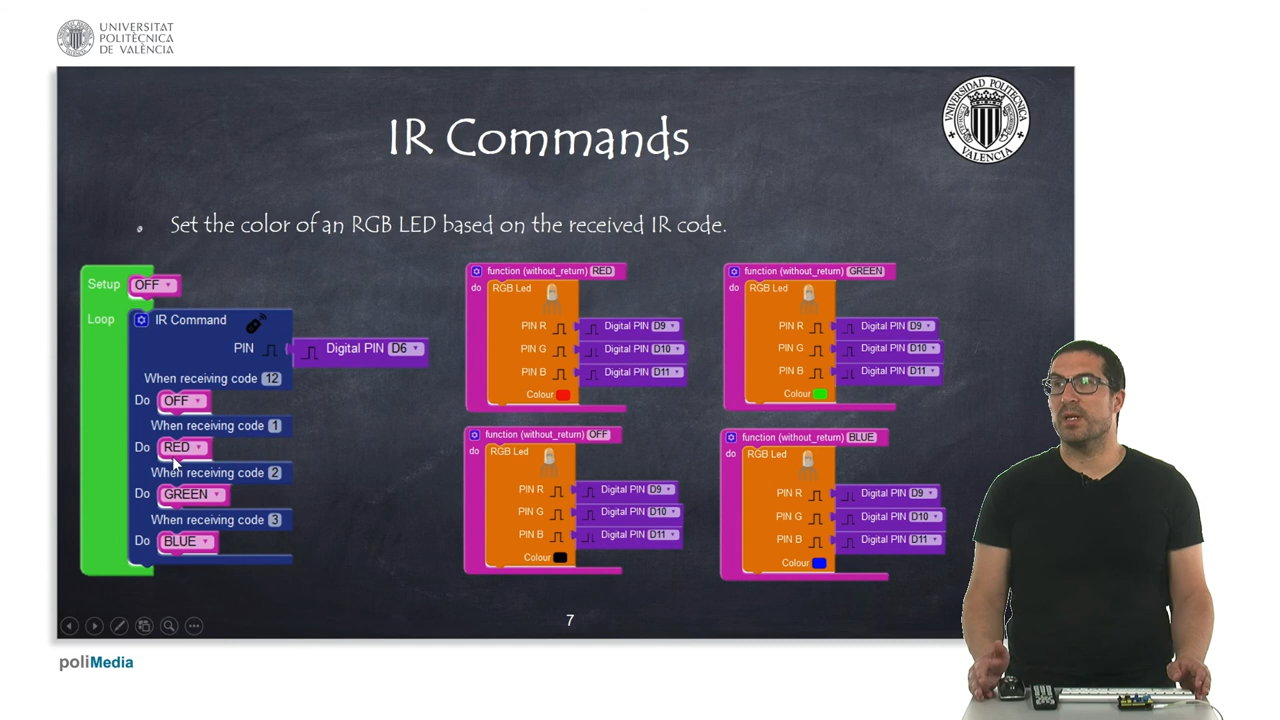 UNIVERSITAT
POLITÈCNICA
DE VALÈNCIA
UNIVERSIDAD POLITECNICA
VALENCIA
IR Commands
Set the color of an RGB LED based on the received IR code.
Setup OFF
Loop IR Command
PIN Digital PIN D6
When receiving code 12
Do OFF
When receiving code 1
Do RED
When receiving code 2
Do GREEN
When receiving code 3
Do BLUE
function (without_return) RED
do RGB Led
PIN R Digital PIN D9
PIN G Digital PIN D10
PIN B Digital PIN D11
Colour
function (without_return) GREEN
do RGB Led
PIN R Digital PIN D9
PIN G Digital PIN D10
PIN B Digital PIN D11
Colour
function (without_return) OFF
do RGB Led
PIN R Digital PIN D9
PIN G Digital PIN D10
PIN B Digital PIN D11
Colour
function (without_return) BLUE
do RGB Led
PIN R Digital PIN D9
PIN G Digital PIN D10
PIN B Digital PIN D11
Colour
7
poliMedia